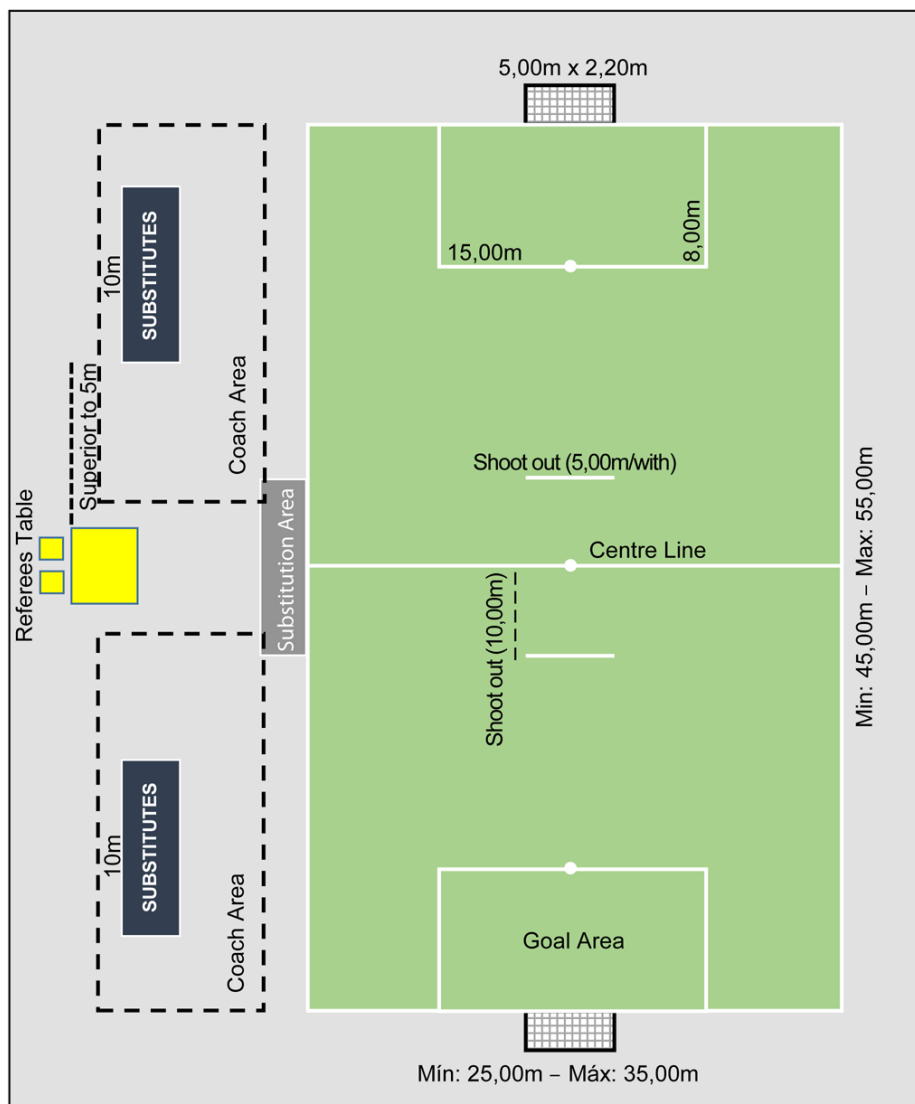 5,00m x 2,20m
10m
SUBSTITUTES
15,00m
8,00m
Superior to 5m
Coach Area
Shoot out (5,00m/with)
Referees Table
Substitution Area
Centre Line
Min: 45,00m – Max: 55,00m
Shoot out (10,00m)
10m
SUBSTITUTES
Coach Area
Goal Area
Mín: 25,00m – Máx: 35,00m